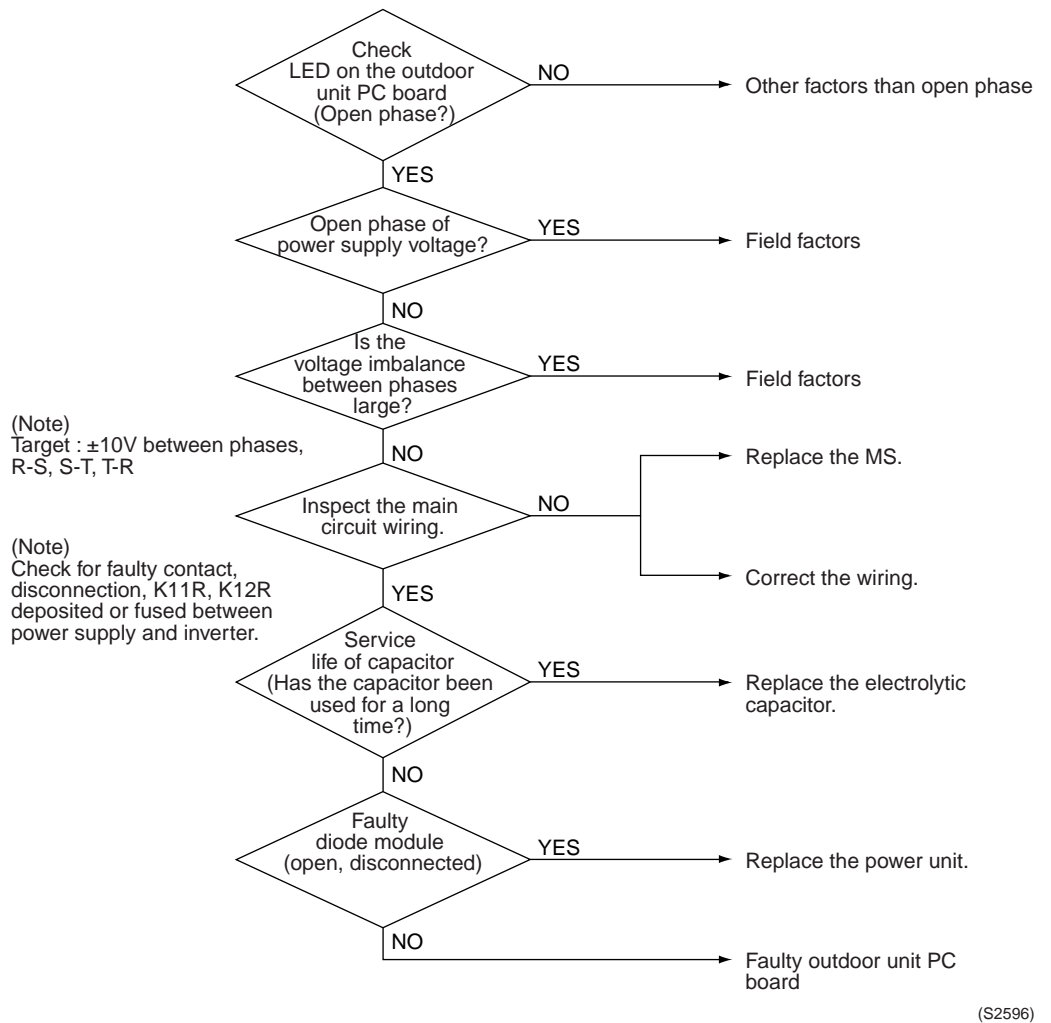 Check
LED on the outdoor
unit PC board
(Open phase?)
NO
Other factors than open phase
YES
Open phase of
power supply voltage?
YES
Field factors
NO
Is the
voltage imbalance
between phases
large?
YES
Field factors
(Note)
Target : ±10V between phases,
R-S, S-T, T-R
NO
Replace the MS.
Inspect the main
circuit wiring.
NO
Correct the wiring.
(Note)
Check for faulty contact,
disconnection, K11R, K12R
deposited or fused between
power supply and inverter.
YES
Service
life of capacitor
(Has the capacitor been
used for a long
time?)
YES
Replace the electrolytic
capacitor.
NO
Faulty
diode module
(open, disconnected)
YES
Replace the power unit.
NO
Faulty outdoor unit PC
board
(S2596)